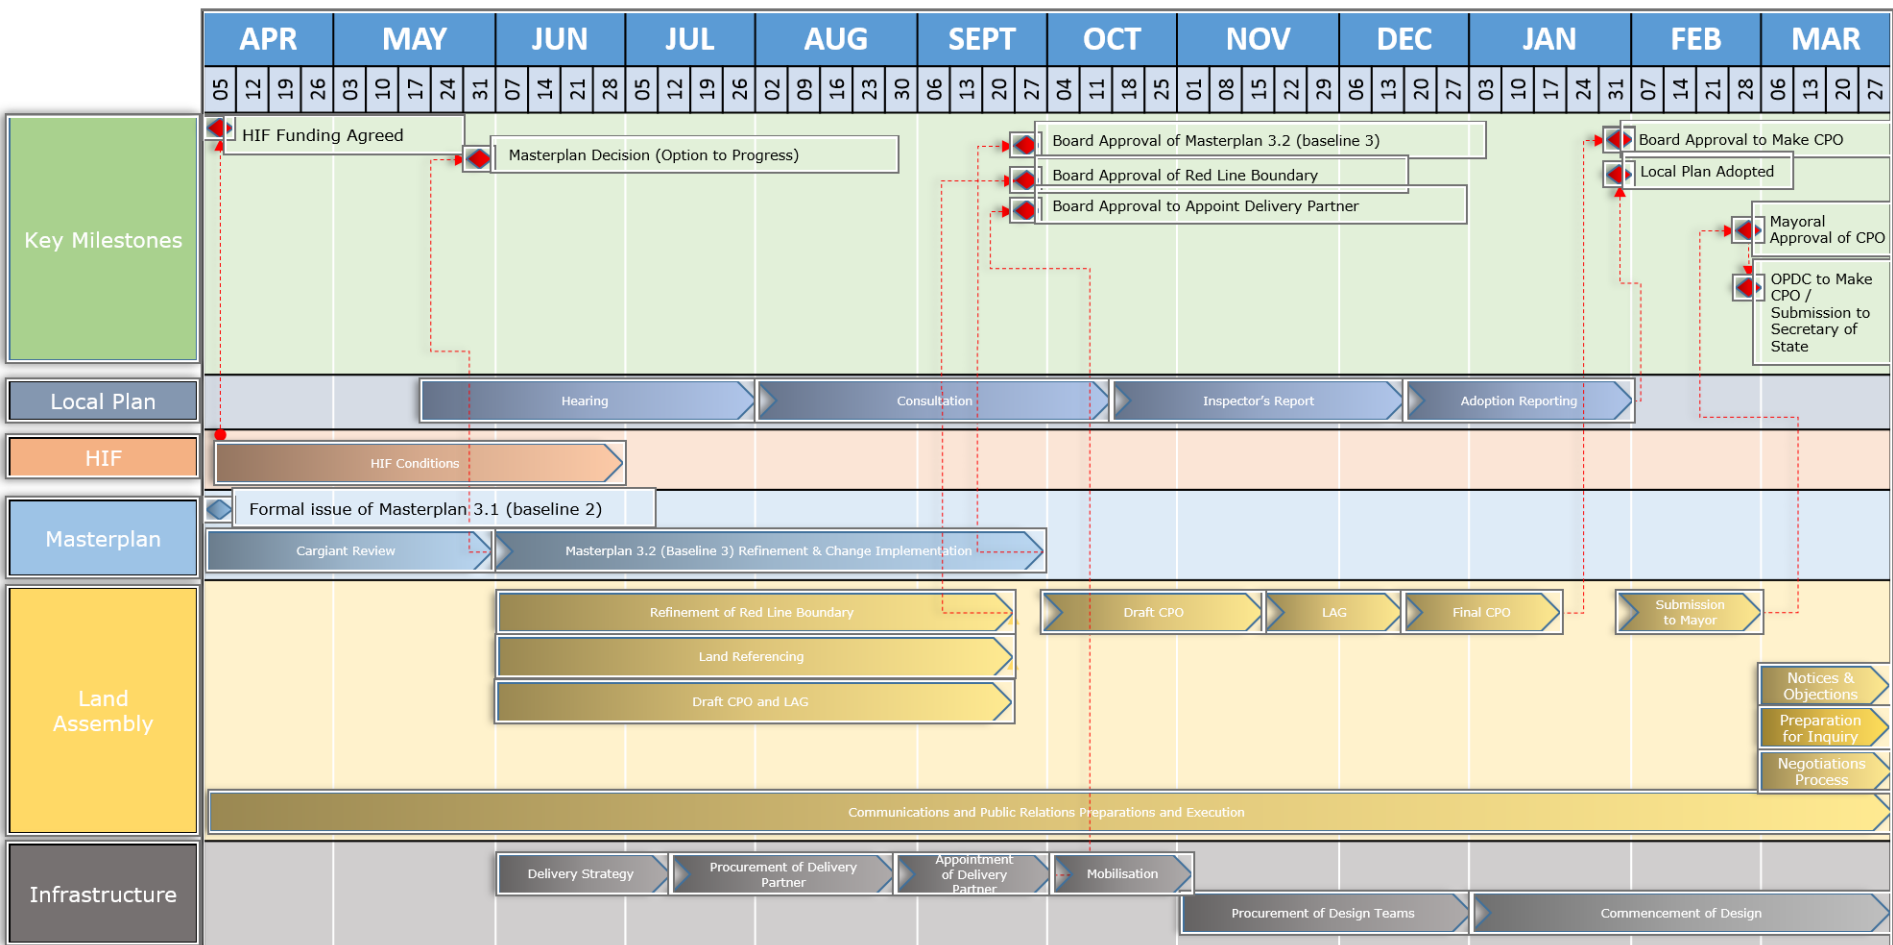 APR MAY JUN JUL AUG SEPT OCT NOV DEC JAN FEB MAR
05 12 19 26 03 10 17 24 31 07 14 21 28 05 12 19 26 02 09 16 23 30 06 13 20 27 04 11 18 25 01 08 15 22 29 06 13 20 27 03 10 17 24 31 07 14 21 28 06 13 20 27
Key Milestones
HIF Funding Agreed
Masterplan Decision (Option to Progress)
Board Approval of Masterplan 3.2 (baseline 3)
Board Approval of Red Line Boundary
Board Approval to Appoint Delivery Partner
Board Approval to Make CPO
Local Plan Adopted
Mayoral
Approval of CPO
OPDC to Make
CPO /
Submission to
Secretary of
State
Local Plan
Hearing
Consultation
Inspector's Report
Adoption Reporting
HIF
HIF Conditions
Masterplan
Formal issue of Masterplan 3.1 (baseline 2)
Cargiant Review
Masterplan 3.2 (Baseline 3) Refinement & Change Implementation
Land
Assembly
Refinement of Red Line Boundary
Draft CPO
LAG
Final CPO
Submission
to Mayor
Land Referencing
Draft CPO and LAG
Notices &
Objections
Preparation
for Inquiry
Negotiations
Process
Communications and Public Relations Preparations and Execution
Infrastructure
Delivery Strategy
Procurement of Delivery
Partner
Appointment
of Delivery
Partner
Mobilisation
Procurement of Design Teams
Commencement of Design